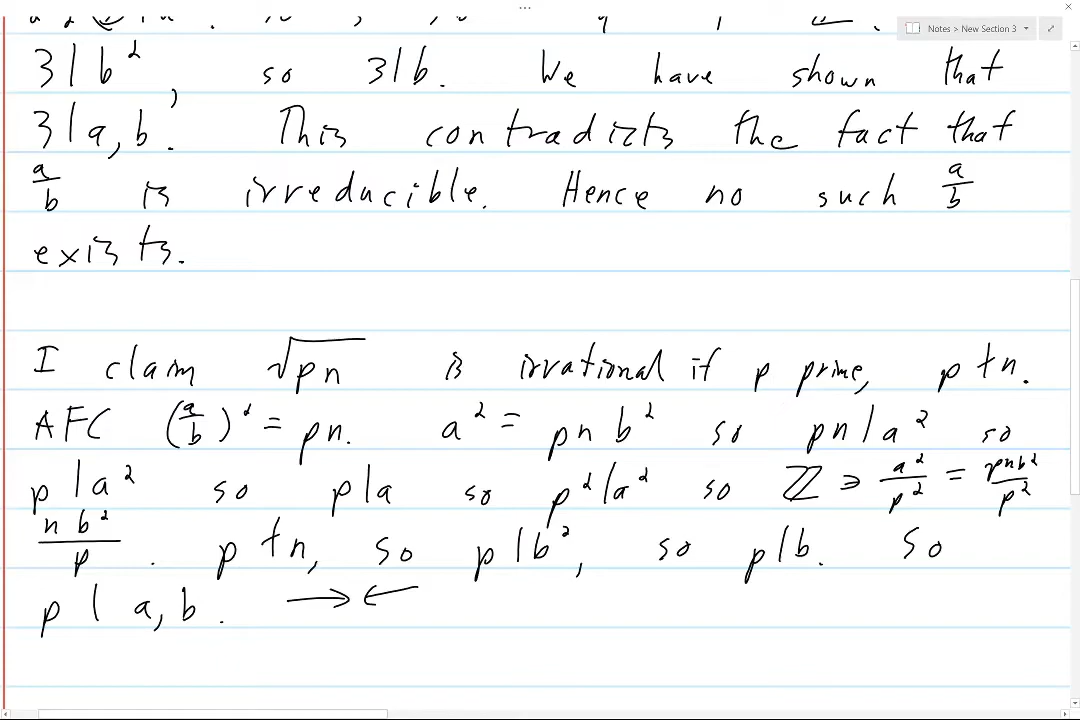 Notes > New Section 3
3|b², so 3|b. We have shown that
3|a,b. This contradicts the fact that
a/b is irreducible. Hence no such a/b
exists.
I claim √pn is irrational if p prime, p∤n.
AFC (a/b)² = pn. a² = pnb² so pn|a² so
p|a² so p|a so p²|a² so ℤ ∋ a²/p² = pnb²/p²
nb²/p. p∤n, so p|b², so p|b. So
p|a,b. →←